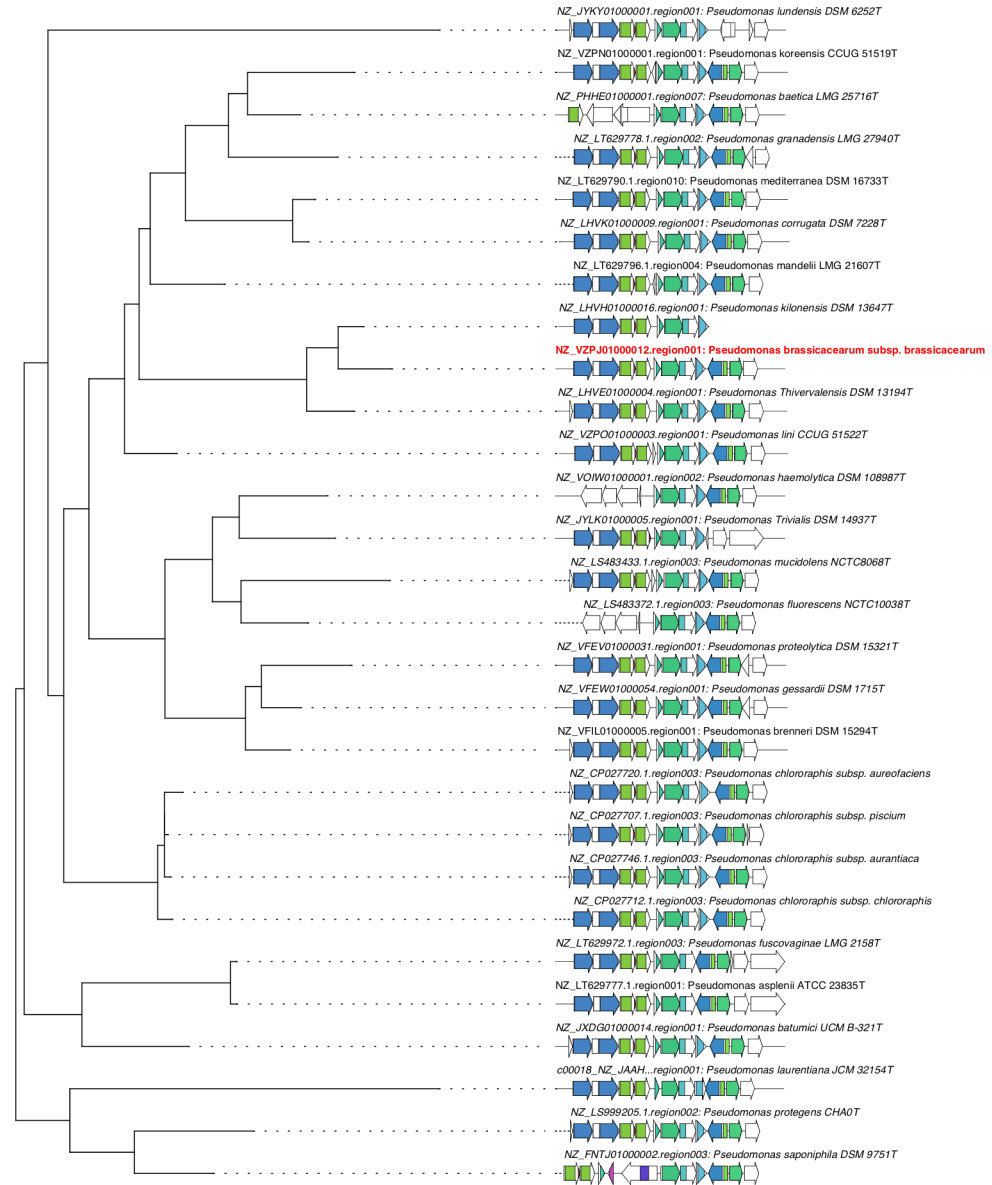 NZ_JYKY01000001.region001: Pseudomonas lundensis DSM 6252T
NZ_VZPN01000001.region001: Pseudomonas koreensis CCUG 51519T
NZ_PHHE01000001.region007: Pseudomonas baetica LMG 25716T
NZ_LT629778.1.region002: Pseudomonas granadensis LMG 27940T
NZ_LT629790.1.region010: Pseudomonas mediterranea DSM 16733T
NZ_LHVK01000009.region001: Pseudomonas corrugata DSM 7228T
NZ_LT629796.1.region004: Pseudomonas mandelii LMG 21607T
NZ_LHVH01000016.region001: Pseudomonas kilonensis DSM 13647T
NZ_VZPJ01000012.region001: Pseudomonas brassicacearum subsp. brassicacearum
NZ_LHVE01000004.region001: Pseudomonas Thivervalensis DSM 13194T
NZ_VZPO01000003.region001: Pseudomonas lini CCUG 51522T
NZ_VOIW01000001.region002: Pseudomonas haemolytica DSM 108987T
NZ_JYLK01000005.region001: Pseudomonas Trivialis DSM 14937T
NZ_LS483433.1.region003: Pseudomonas mucidolens NCTC8068T
NZ_LS483372.1.region003: Pseudomonas fluorescens NCTC10038T
NZ_VFEV01000031.region001: Pseudomonas proteolytica DSM 15321T
NZ_VFEW01000054.region001: Pseudomonas gessardii DSM 1715T
NZ_VFIL01000005.region001: Pseudomonas brenneri DSM 15294T
NZ_CP027720.1.region003: Pseudomonas chlororaphis subsp. aureofaciens
NZ_CP027707.1.region003: Pseudomonas chlororaphis subsp. piscium
NZ_CP027746.1.region003: Pseudomonas chlororaphis subsp. aurantiaca
NZ_CP027712.1.region003: Pseudomonas chlororaphis subsp. chlororaphis
NZ_LT629972.1.region003: Pseudomonas fuscovaginae LMG 2158T
NZ_LT629777.1.region001: Pseudomonas asplenii ATCC 23835T
NZ_JXDG01000014.region001: Pseudomonas batumici UCM B-321T
c00018_NZ_JAAH...region001: Pseudomonas laurentiana JCM 32154T
NZ_LS999205.1.region002: Pseudomonas protegens CHA0T
NZ_FNTJ01000002.region003: Pseudomonas saponiphila DSM 9751T